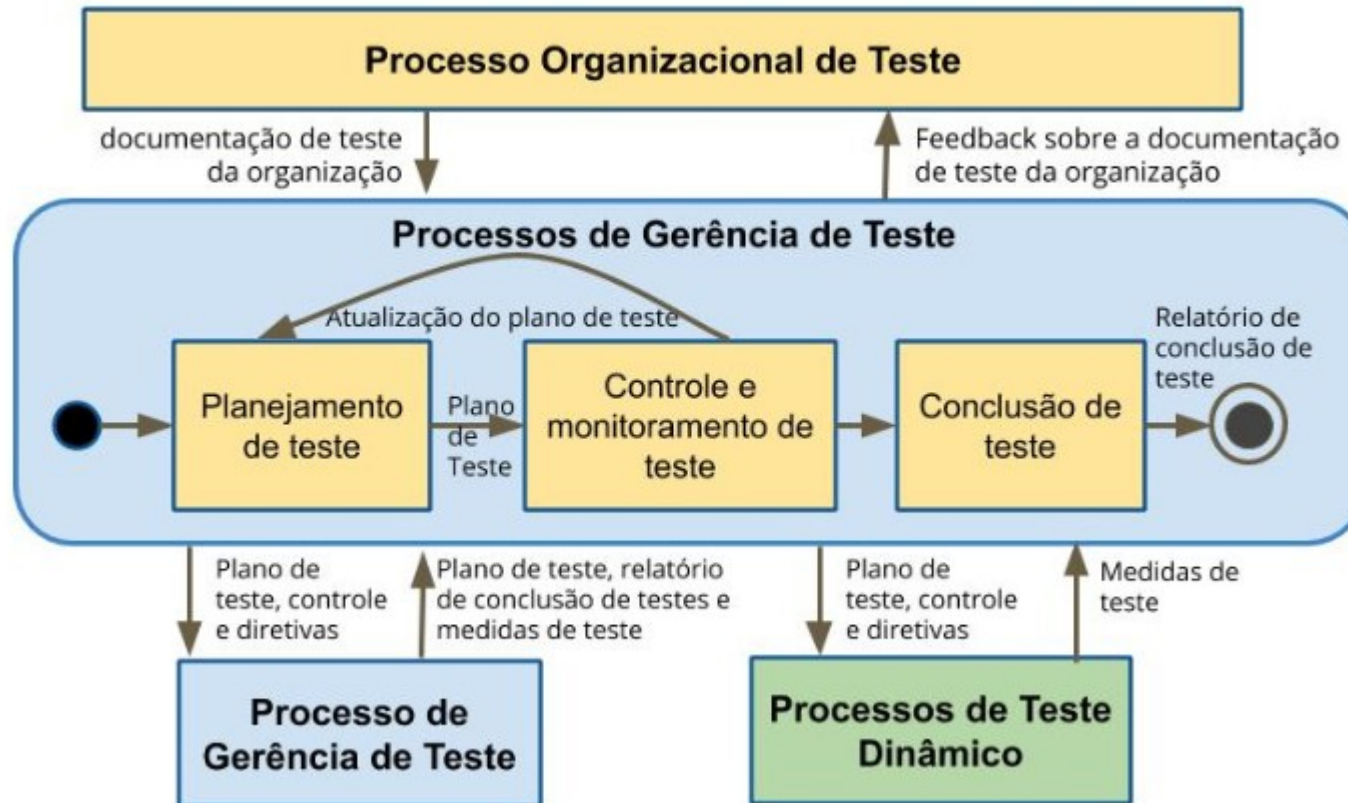 Processo Organizacional de Teste
documentação de teste
da organização
Feedback sobre a documentação
de teste da organização
Processos de Gerência de Teste
Atualização do plano de teste
Planejamento
de teste
Plano
de
Teste
Controle e
monitoramento de
teste
Conclusão de
teste
Relatório de
conclusão de
teste
Plano de
teste, controle
e diretivas
Plano de teste, relatório
de conclusão de testes e
medidas de teste
Plano de
teste, controle
e diretivas
Medidas de
teste
Processo de
Gerência de Teste
Processos de Teste
Dinâmico